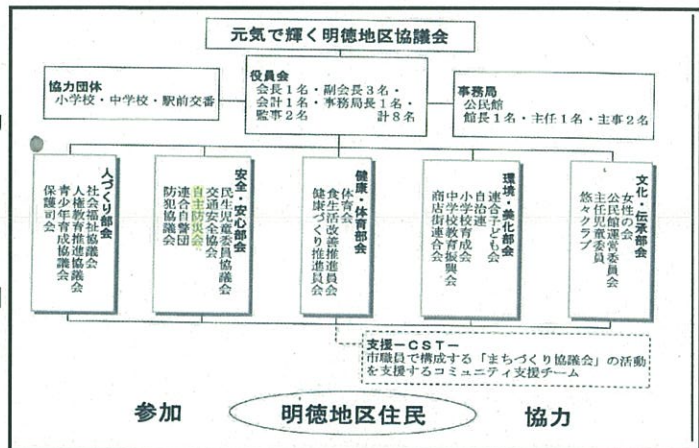 元気で輝く明徳地区協議会
協力団体
小学校・中学校・駅前交番
役員会
会長1名・副会長3名・
会計1名・事務局長1名・
監事2名 計8名
事務局
公民館
館長1名・主任1名・主事2名
人づくり部会
社会福祉協議会
人権教育推進協議会
青少年育成協議会
保護司会
安全・安心部会
民生児童委員協議会
交通安全協会
自主防災会
連合自警団
防犯協議会
健康・体育部会
体育会
食生活改善推進員会
健康づくり推進員会
環境・美化部会
連合子ども会
自治連
小学校育成会
中学校教育振興会
商店街連合会
文化・伝承部会
女性の会
公民館運営委員会
主任児童委員
悠々クラブ
支援-CST-
市職員で構成する「まちづくり協議会」の活動
を支援するコミュニティ支援チーム
参加
明徳地区住民
協力